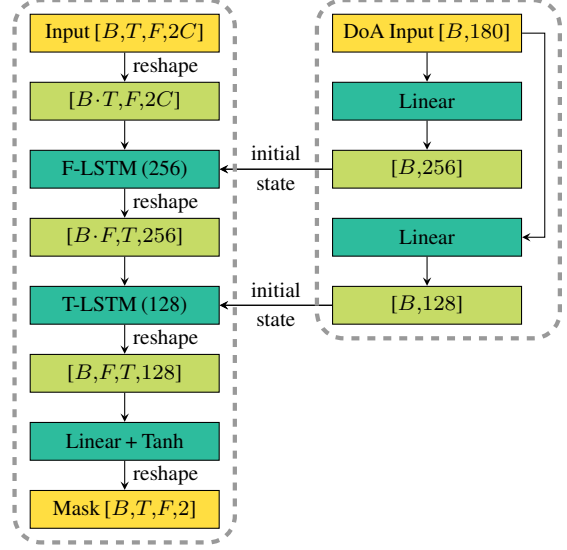 Input [B,T,F,2C]
reshape
[B·T,F,2C]
F-LSTM (256)
reshape
[B·F,T,256]
T-LSTM (128)
reshape
[B,F,T,128]
Linear + Tanh
reshape
Mask [B,T,F,2]
initial
state
initial
state
DoA Input [B,180]
Linear
[B,256]
Linear
[B,128]